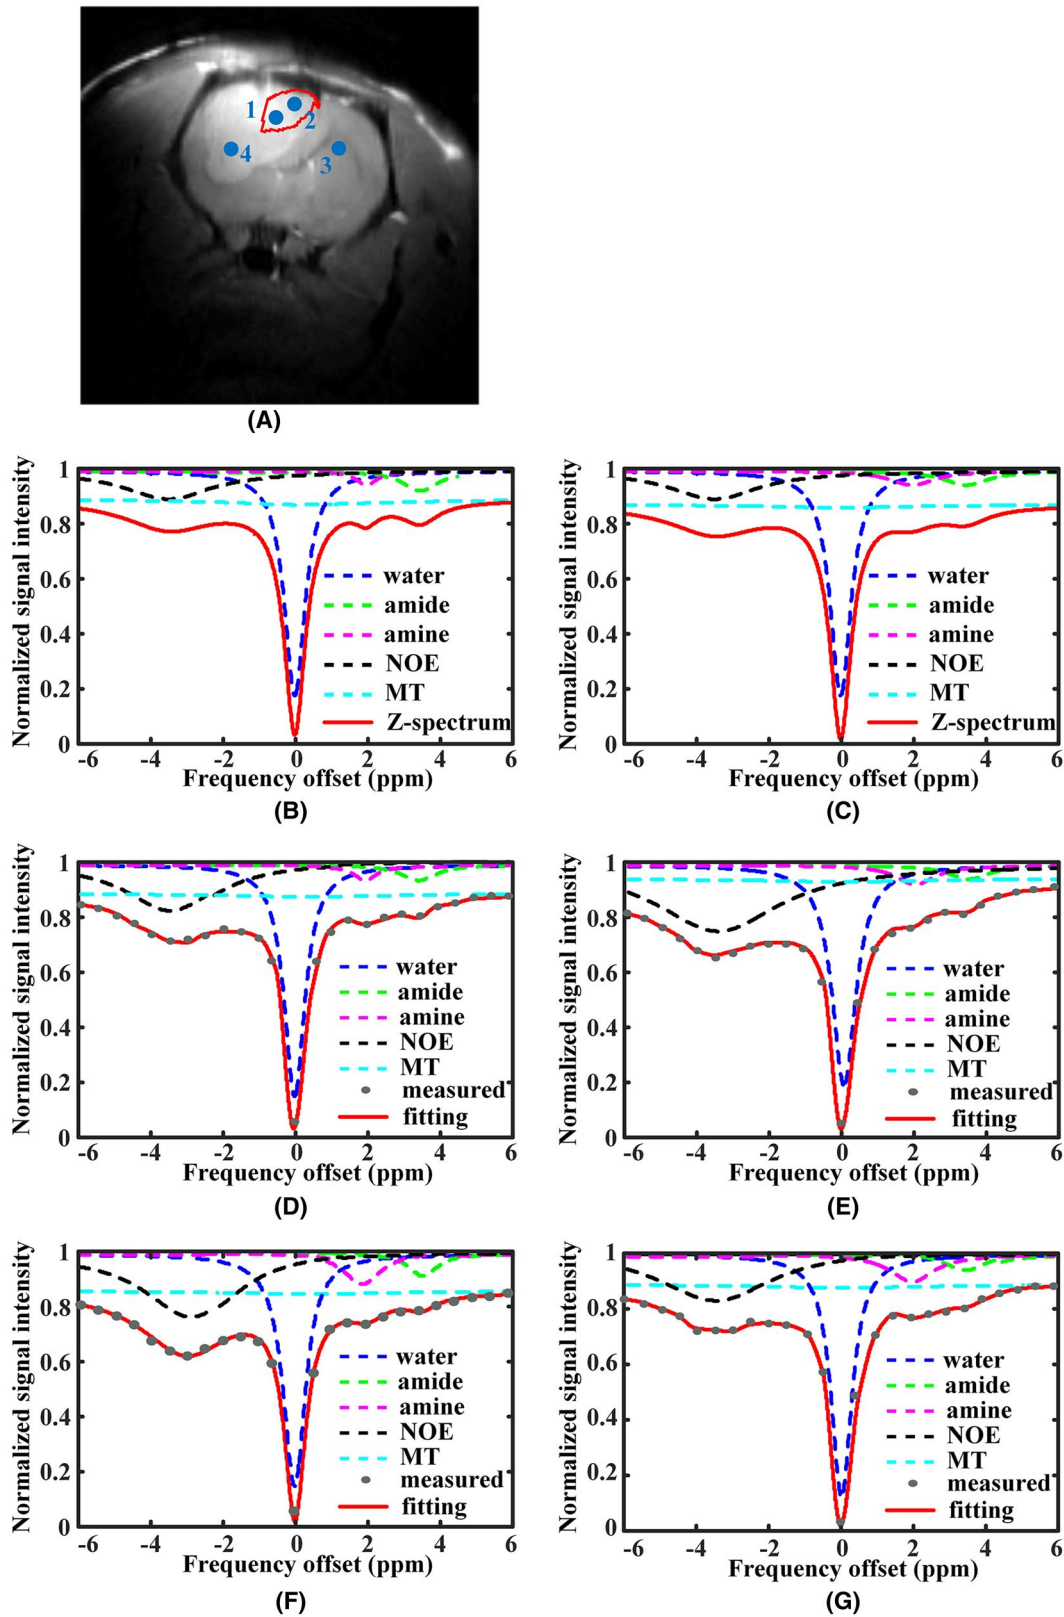 1
2
4
3
(A)
Normalized signal intensity
1
0.8
0.6
0.4
0.2
0
water
amide
amine
NOE
MT
Z-spectrum
-6 -4 -2 0 2 4 6
Frequency offset (ppm)
(B)
Normalized signal intensity
1
0.8
0.6
0.4
0.2
0
water
amide
amine
NOE
MT
Z-spectrum
-6 -4 -2 0 2 4 6
Frequency offset (ppm)
(C)
Normalized signal intensity
1
0.8
0.6
0.4
0.2
0
water
amide
amine
NOE
MT
measured
fitting
-6 -4 -2 0 2 4 6
Frequency offset (ppm)
(D)
Normalized signal intensity
1
0.8
0.6
0.4
0.2
0
water
amide
amine
NOE
MT
measured
fitting
-6 -4 -2 0 2 4 6
Frequency offset (ppm)
(E)
Normalized signal intensity
1
0.8
0.6
0.4
0.2
0
water
amide
amine
NOE
MT
measured
fitting
-6 -4 -2 0 2 4 6
Frequency offset (ppm)
(F)
Normalized signal intensity
1
0.8
0.6
0.4
0.2
0
water
amide
amine
NOE
MT
measured
fitting
-6 -4 -2 0 2 4 6
Frequency offset (ppm)
(G)